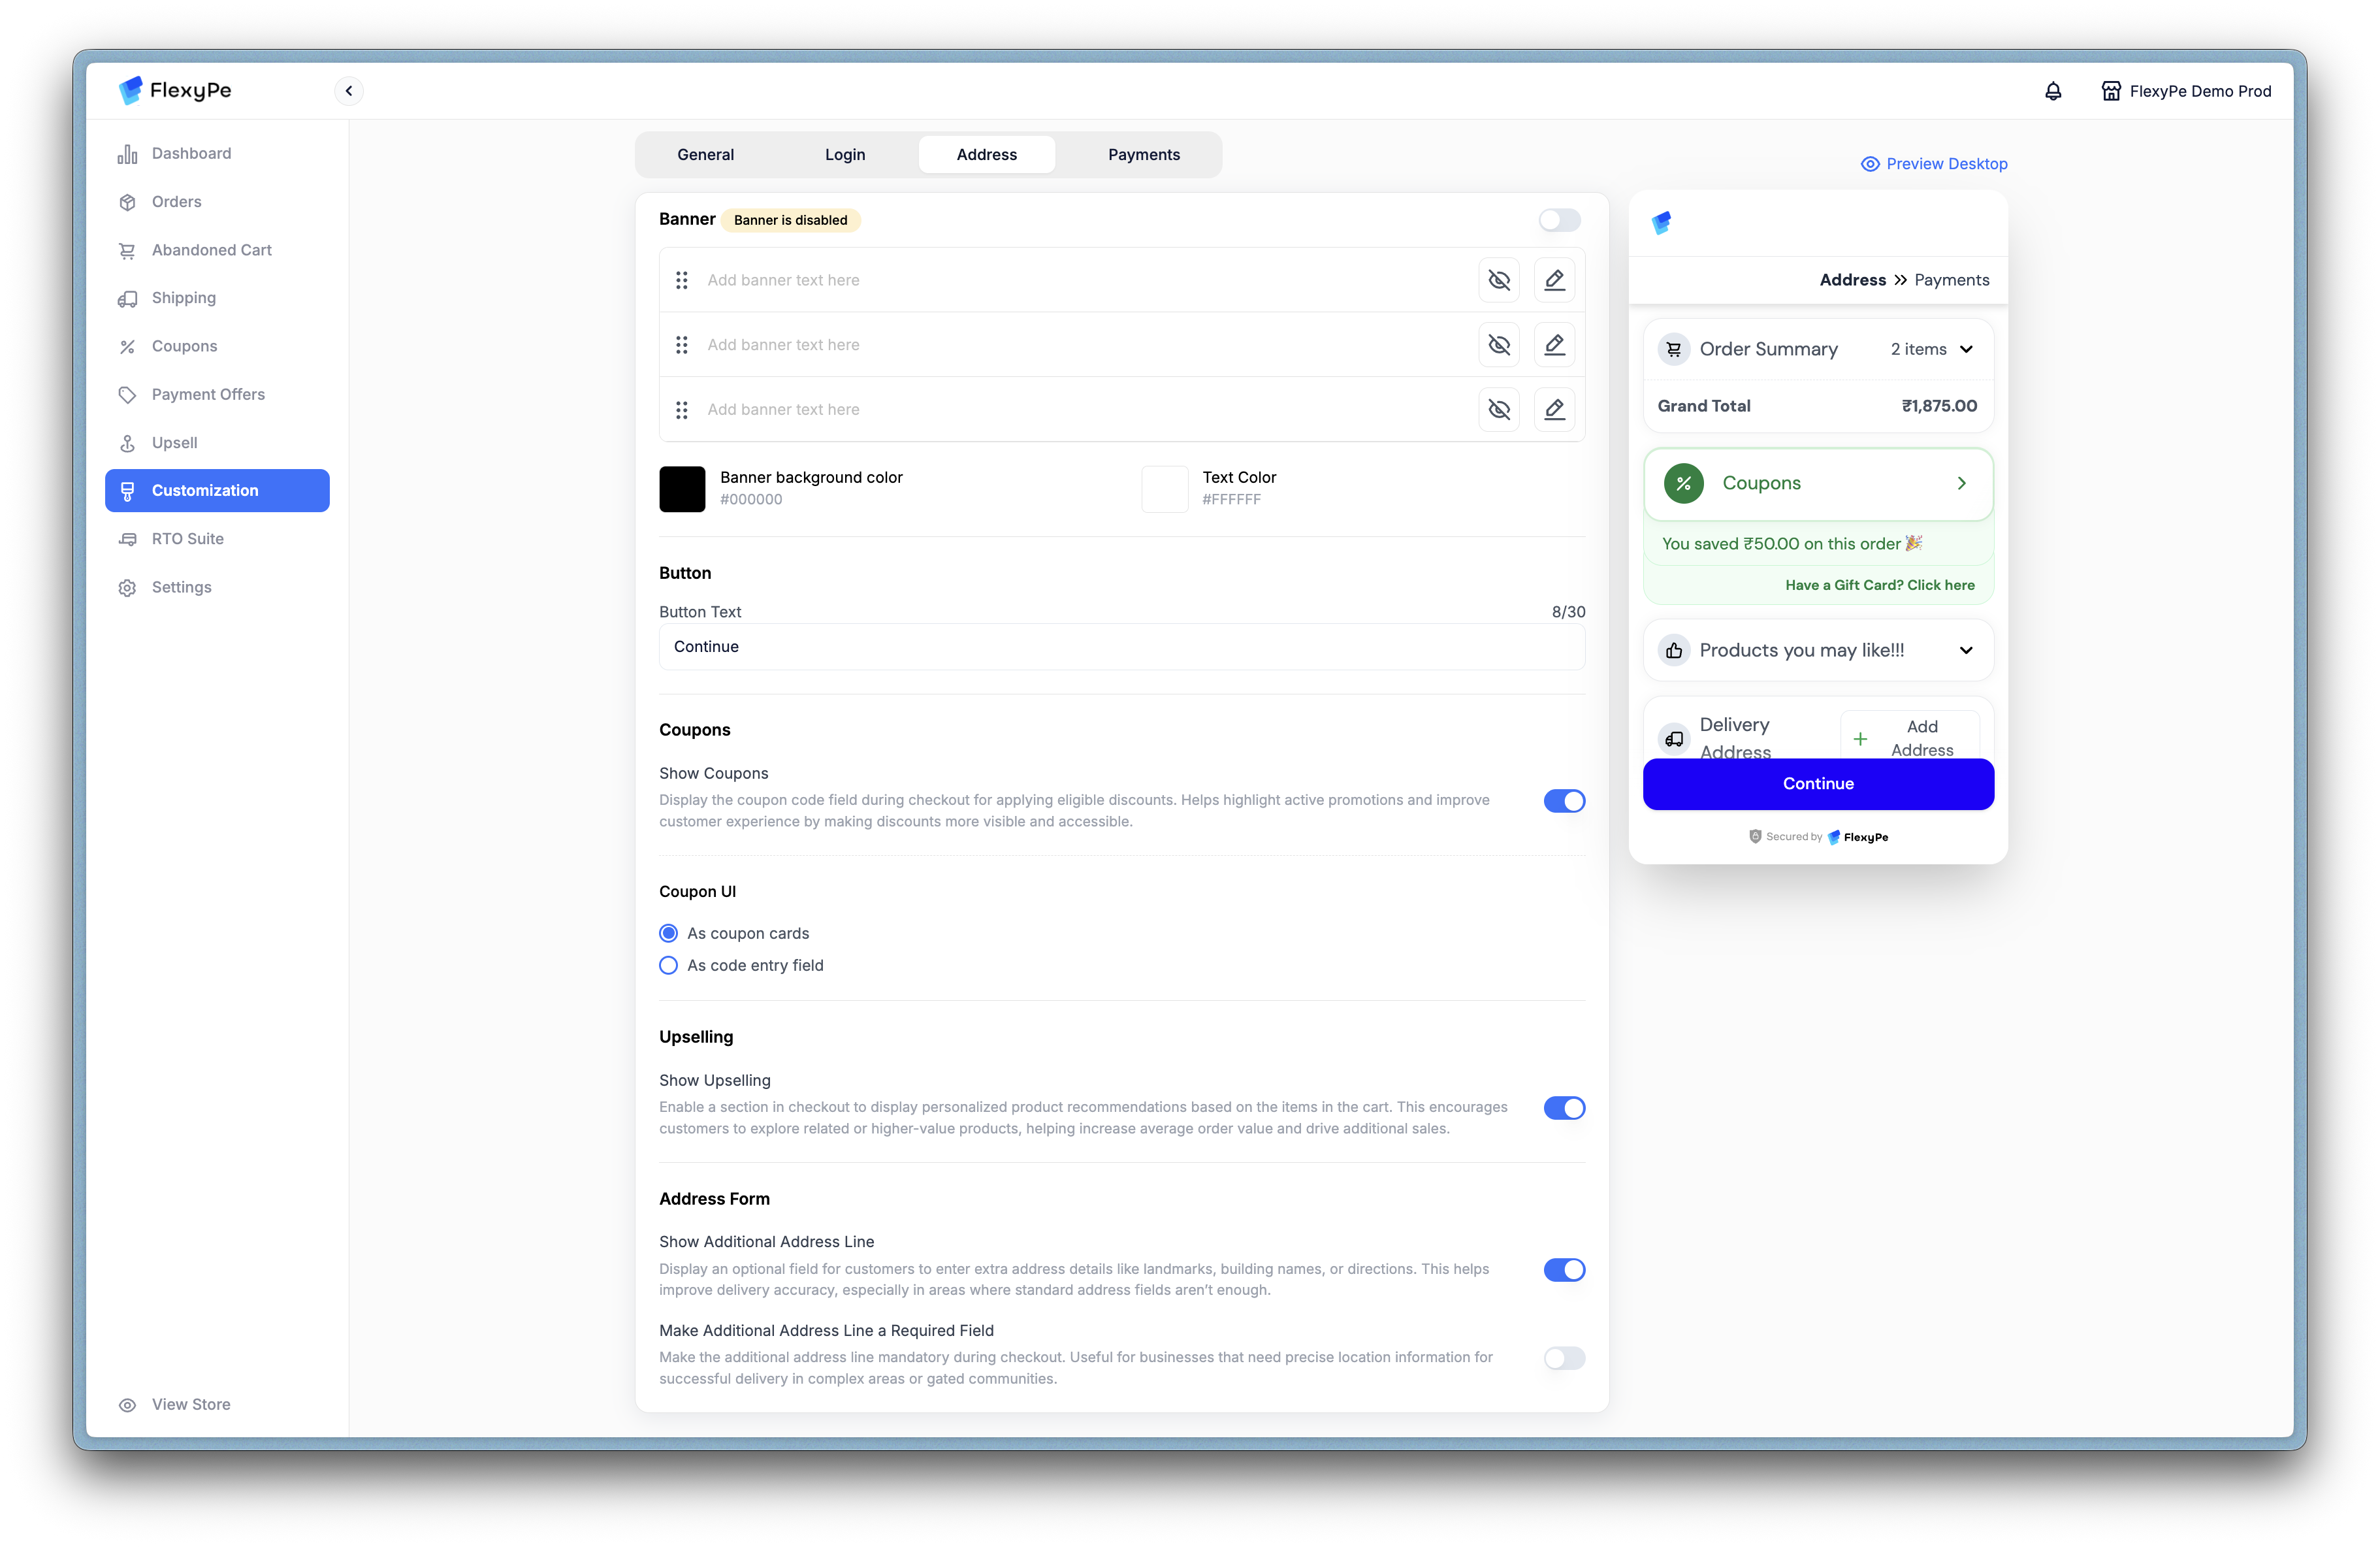 FlexyPe
FlexyPe Demo Prod
Dashboard
Orders
Abandoned Cart
Shipping
Coupons
Payment Offers
Upsell
Customization
RTO Suite
Settings
View Store
General
Login
Address
Payments
Banner
Banner is disabled
Add banner text here
Add banner text here
Add banner text here
Banner background color
#000000
Text Color
#FFFFFF
Button
Button Text
8/30
Continue
Coupons
Show Coupons
Display the coupon code field during checkout for applying eligible discounts. Helps highlight active promotions and improve
customer experience by making discounts more visible and accessible.
Coupon UI
As coupon cards
As code entry field
Upselling
Show Upselling
Enable a section in checkout to display personalized product recommendations based on the items in the cart. This encourages
customers to explore related or higher-value products, helping increase average order value and drive additional sales.
Address Form
Show Additional Address Line
Display an optional field for customers to enter extra address details like landmarks, building names, or directions. This helps
improve delivery accuracy, especially in areas where standard address fields aren’t enough.
Make Additional Address Line a Required Field
Make the additional address line mandatory during checkout. Useful for businesses that need precise location information for
successful delivery in complex areas or gated communities.
Preview Desktop
Address » Payments
Order Summary
2 items
Grand Total
₹1,875.00
Coupons
You saved ₹50.00 on this order 🎉
Have a Gift Card? Click here
Products you may like!!!
Delivery
Address
+ Add
Address
Continue
Secured by FlexyPe